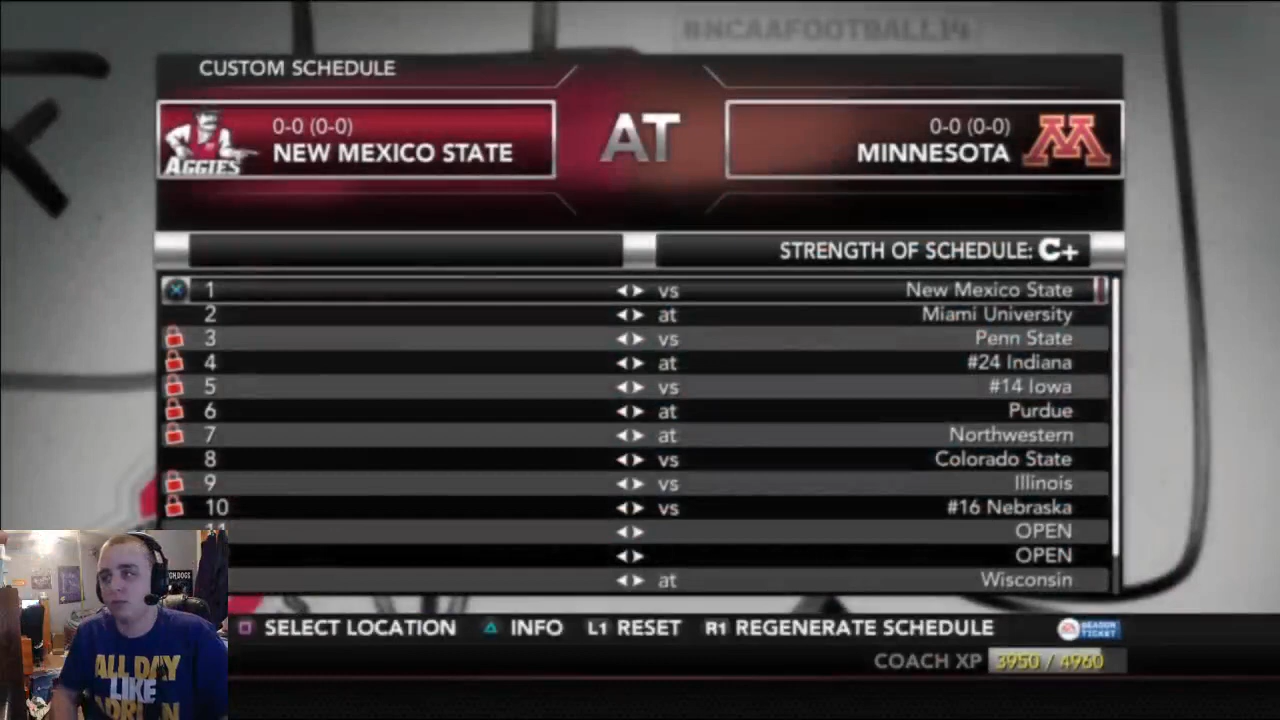 #NCAAFOOTBALL14
CUSTOM SCHEDULE
0-0 (0-0)
NEW MEXICO STATE
AGGIES
AT
0-0 (0-0)
MINNESOTA
M
STRENGTH OF SCHEDULE: C+
1 vs New Mexico State
2 at Miami University
3 vs Penn State
4 at #24 Indiana
5 vs #14 Iowa
6 at Purdue
7 at Northwestern
8 vs Colorado State
9 vs Illinois
10 vs #16 Nebraska
11 OPEN
OPEN
at Wisconsin
SELECT LOCATION INFO L1 RESET R1 REGENERATE SCHEDULE
EA SEASON TICKET
COACH XP 3950 / 4960
ALL DAY
LIKE